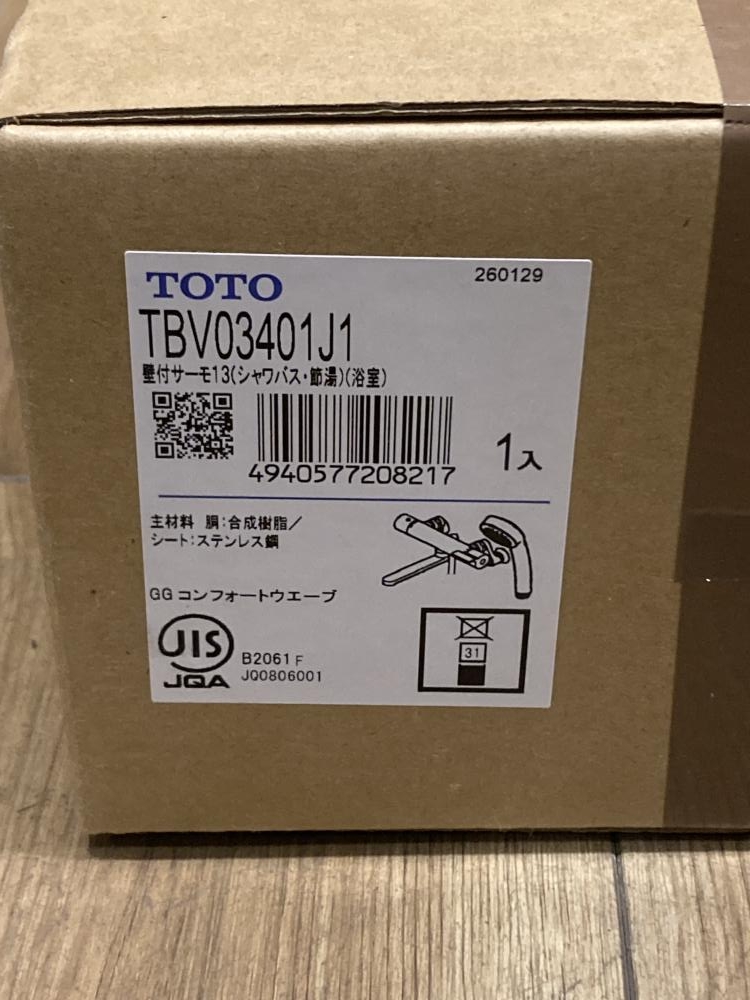 TOTO
260129
TBV03401J1
壁付サーモ13(シャワバス・節湯)(浴室)
4940577208217
1入
主材料 胴:合成樹脂/
シート:ステンレス鋼
GGコンフォートウエーブ
JIS
JQA
B2061 F
JQ0806001
31